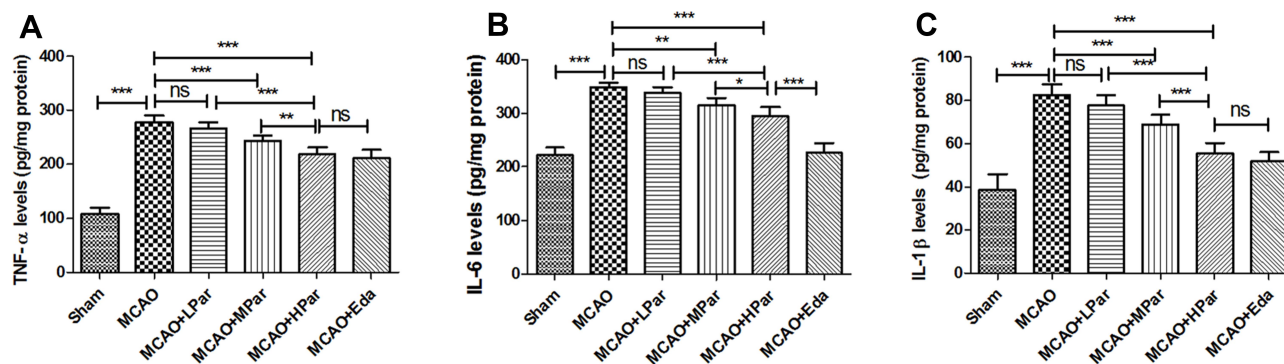 A
TNF-α levels (pg/mg protein)
400
300
200
100
0
***
ns
***
***
***
**
ns
Sham
MCAO
MCAO+LPar
MCAO+MPar
MCAO+HPar
MCAO+Eda
B
IL-6 levels (pg/mg protein)
400
300
200
300
400
***
ns
**
***
***
*
***
Sham
MCAO
MCAO+LPar
MCAO+MPar
MCAO+HPar
MCAO+Eda
C
IL-1 β levels (pg/mg protein)
100
80
60
40
20
0
***
ns
***
***
***
***
ns
Sham
MCAO
MCAO+LPar
MCAO+MPar
MCAO+HPar
MCAO+Eda